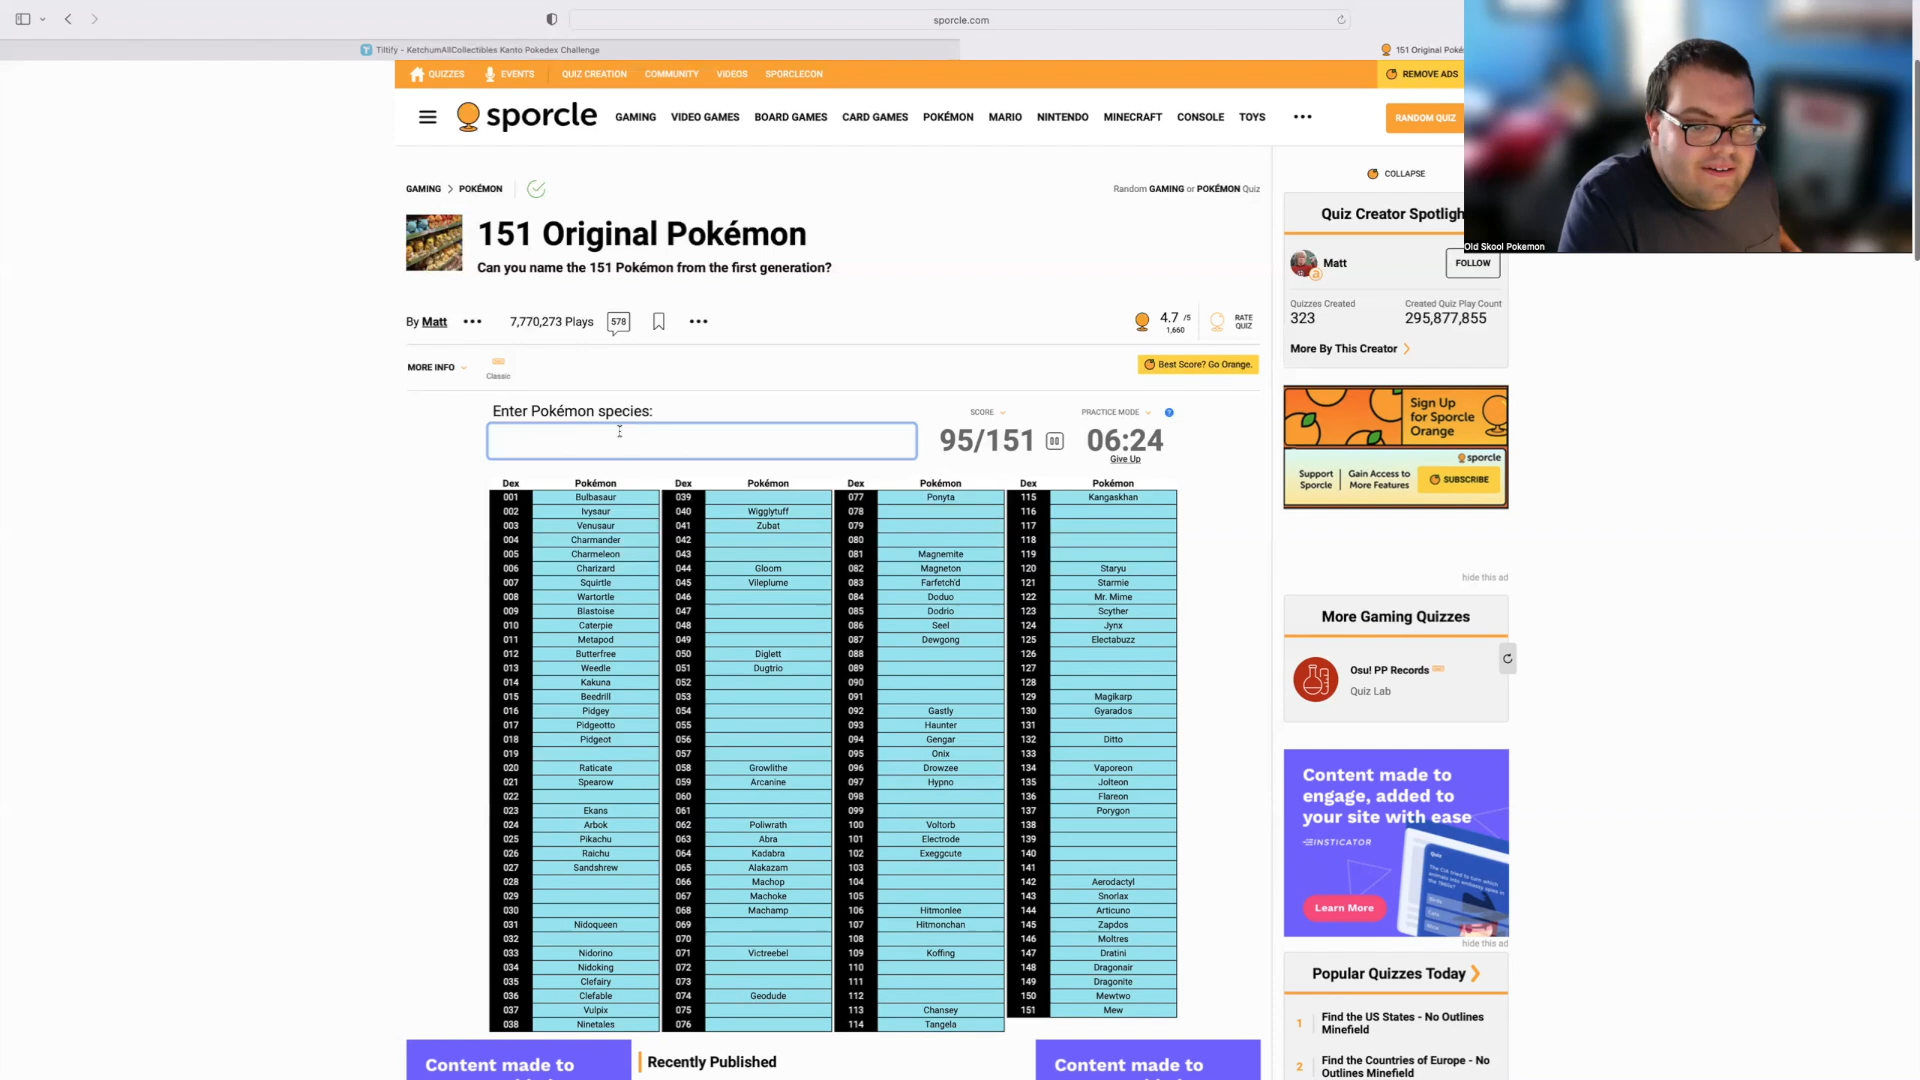 sporcle.com
Tiltify - KetchumAllCollectibles Kanto Pokedex Challenge
151 Original Poké
QUIZZES EVENTS QUIZ CREATION COMMUNITY VIDEOS SPORCLECON REMOVE ADS
sporcle GAMING VIDEO GAMES BOARD GAMES CARD GAMES POKÉMON MARIO NINTENDO MINECRAFT CONSOLE TOYS ••• RANDOM QUIZ
COLLAPSE
GAMING > POKÉMON
Random GAMING or POKÉMON Quiz
151 Original Pokémon
Can you name the 151 Pokémon from the first generation?
By Matt ••• 7,770,273 Plays 578 •••
4.7 /5
1,660
RATE
QUIZ
MORE INFO
Classic
Best Score? Go Orange.
Enter Pokémon species:
SCORE
95/151
PRACTICE MODE ?
06:24
Give Up
Dex Pokémon Dex Pokémon Dex Pokémon Dex Pokémon
001 Bulbasaur 039 077 Ponyta 115 Kangaskhan
002 Ivysaur 040 Wigglytuff 078 116
003 Venusaur 041 Zubat 079 117
004 Charmander 042 080 118
005 Charmeleon 043 081 Magnemite 119
006 Charizard 044 Gloom 082 Magneton 120 Staryu
007 Squirtle 045 Vileplume 083 Farfetch'd 121 Starmie
008 Wartortle 046 084 Doduo 122 Mr. Mime
009 Blastoise 047 085 Dodrio 123 Scyther
010 Caterpie 048 086 Seel 124 Jynx
011 Metapod 049 087 Dewgong 125 Electabuzz
012 Butterfree 050 Diglett 088 126
013 Weedle 051 Dugtrio 089 127
014 Kakuna 052 090 128
015 Beedrill 053 091 129 Magikarp
016 Pidgey 054 092 Gastly 130 Gyarados
017 Pidgeotto 055 093 Haunter 131
018 Pidgeot 056 094 Gengar 132 Ditto
019 057 095 Onix 133
020 Raticate 058 Growlithe 096 Drowzee 134 Vaporeon
021 Spearow 059 Arcanine 097 Hypno 135 Jolteon
022 060 098 136 Flareon
023 Ekans 061 099 137 Porygon
024 Arbok 062 Poliwrath 100 Voltorb 138
025 Pikachu 063 Abra 101 Electrode 139
026 Raichu 064 Kadabra 102 Exeggcute 140
027 Sandshrew 065 Alakazam 103 141
028 066 Machop 104 142 Aerodactyl
029 067 Machoke 105 143 Snorlax
030 068 Machamp 106 Hitmonlee 144 Articuno
031 Nidoqueen 069 107 Hitmonchan 145 Zapdos
032 070 108 146 Moltres
033 Nidorino 071 Victreebel 109 Koffing 147 Dratini
034 Nidoking 072 110 148 Dragonair
035 Clefairy 073 111 149 Dragonite
036 Clefable 074 Geodude 112 150 Mewtwo
037 Vulpix 075 113 Chansey 151 Mew
038 Ninetales 076 114 Tangela
Content made to
Recently Published
Content made to
Old Skool Pokemon
Quiz Creator Spotligh
Matt
FOLLOW
Quizzes Created
323
Created Quiz Play Count
295,877,855
More By This Creator >
Sign Up
for Sporcle
Orange
sporcle
Support
Sporcle
Gain Access to
More Features
SUBSCRIBE
hide this ad
More Gaming Quizzes
Osu! PP Records
Quiz Lab
Content made to
engage, added to
your site with ease
INSTICATOR
Learn More
hide this ad
Popular Quizzes Today >
1 Find the US States - No Outlines
Minefield
2 Find the Countries of Europe - No
Outlines Minefield